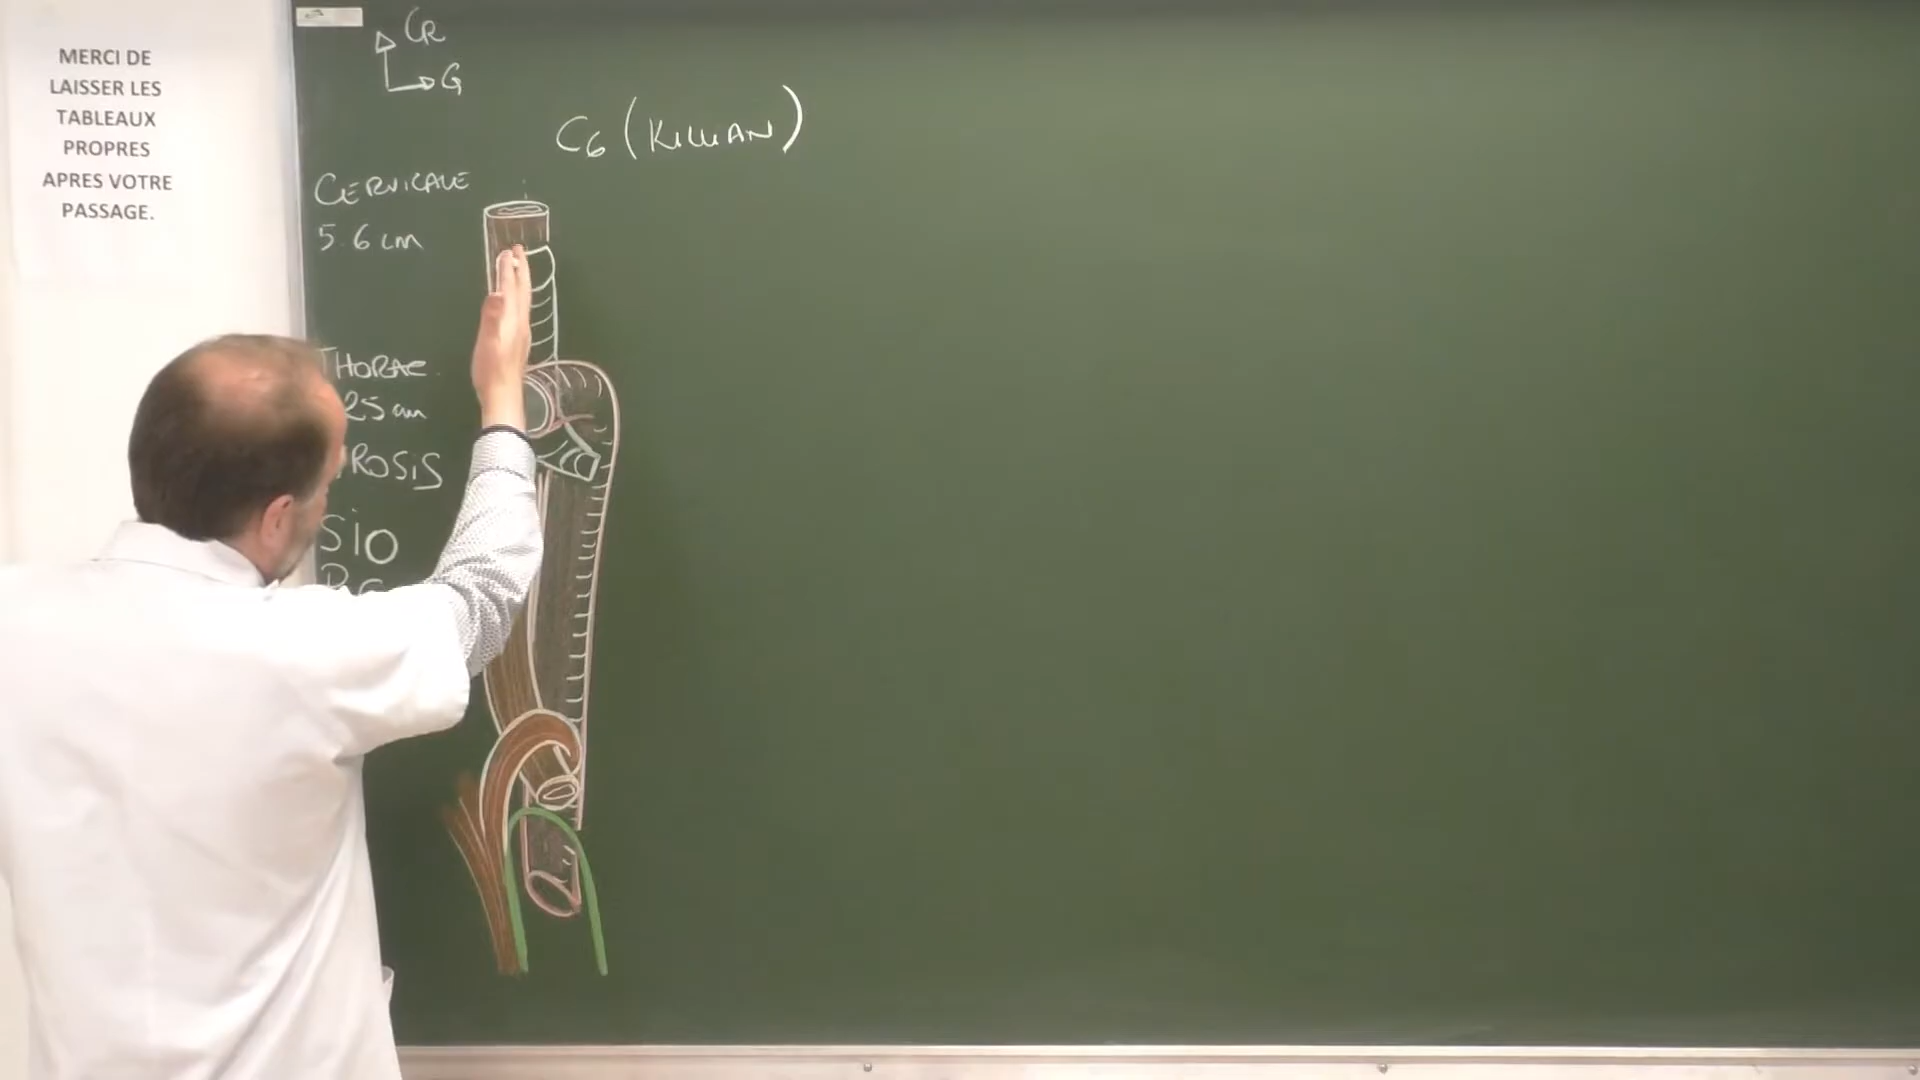 MERCI DE
LAISSER LES
TABLEAUX
PROPRES
APRES VOTRE
PASSAGE.
CR
G
C6 (KILLIAN)
CERVICALE
5.6 cm
THORAC.
25 cm
SiO